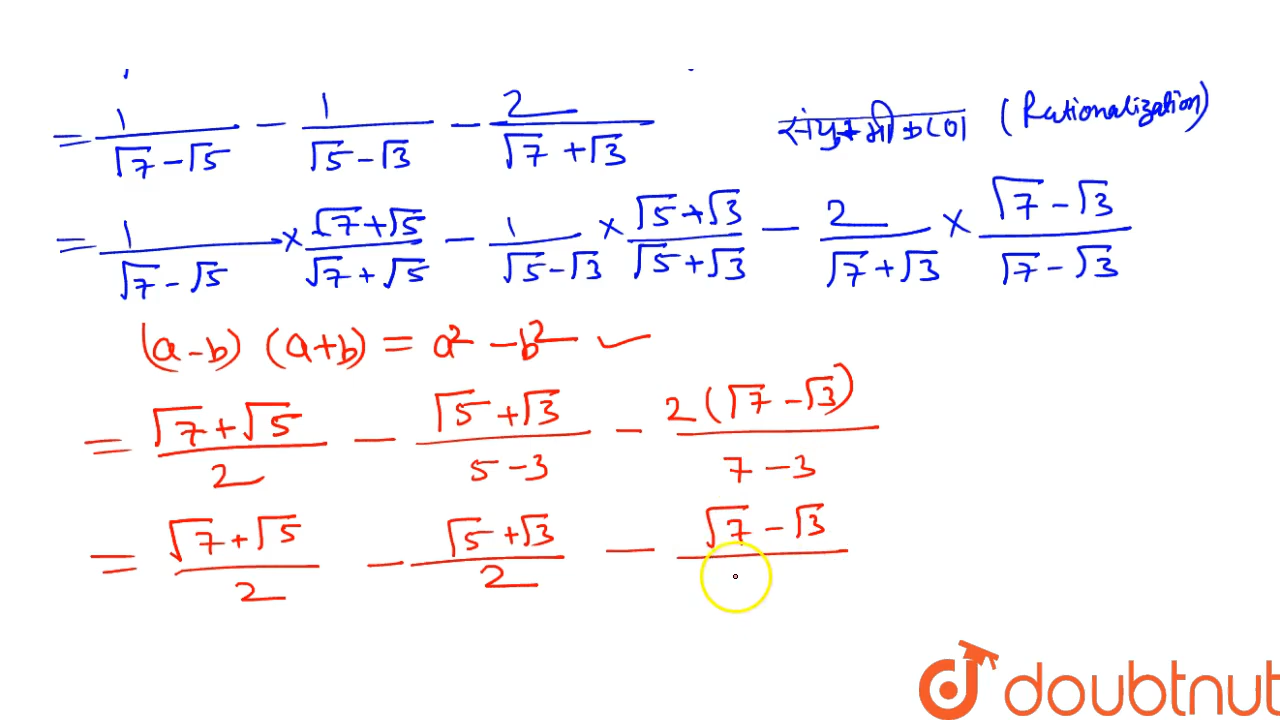 = 1/(√7 - √5) - 1/(√5 - √3) - 2/(√7 + √3) (Rationalization)
= 1/(√7 - √5) × (√7 + √5)/(√7 + √5) - 1/(√5 - √3) × (√5 + √3)/(√5 + √3) - 2/(√7 + √3) × (√7 - √3)/(√7 - √3)
(a - b) (a + b) = a² - b² ✓
= (√7 + √5)/2 - (√5 + √3)/(5 - 3) - 2(√7 - √3)/(7 - 3)
= (√7 + √5)/2 - (√5 + √3)/2 - (√7 - √3)/
doubtnut